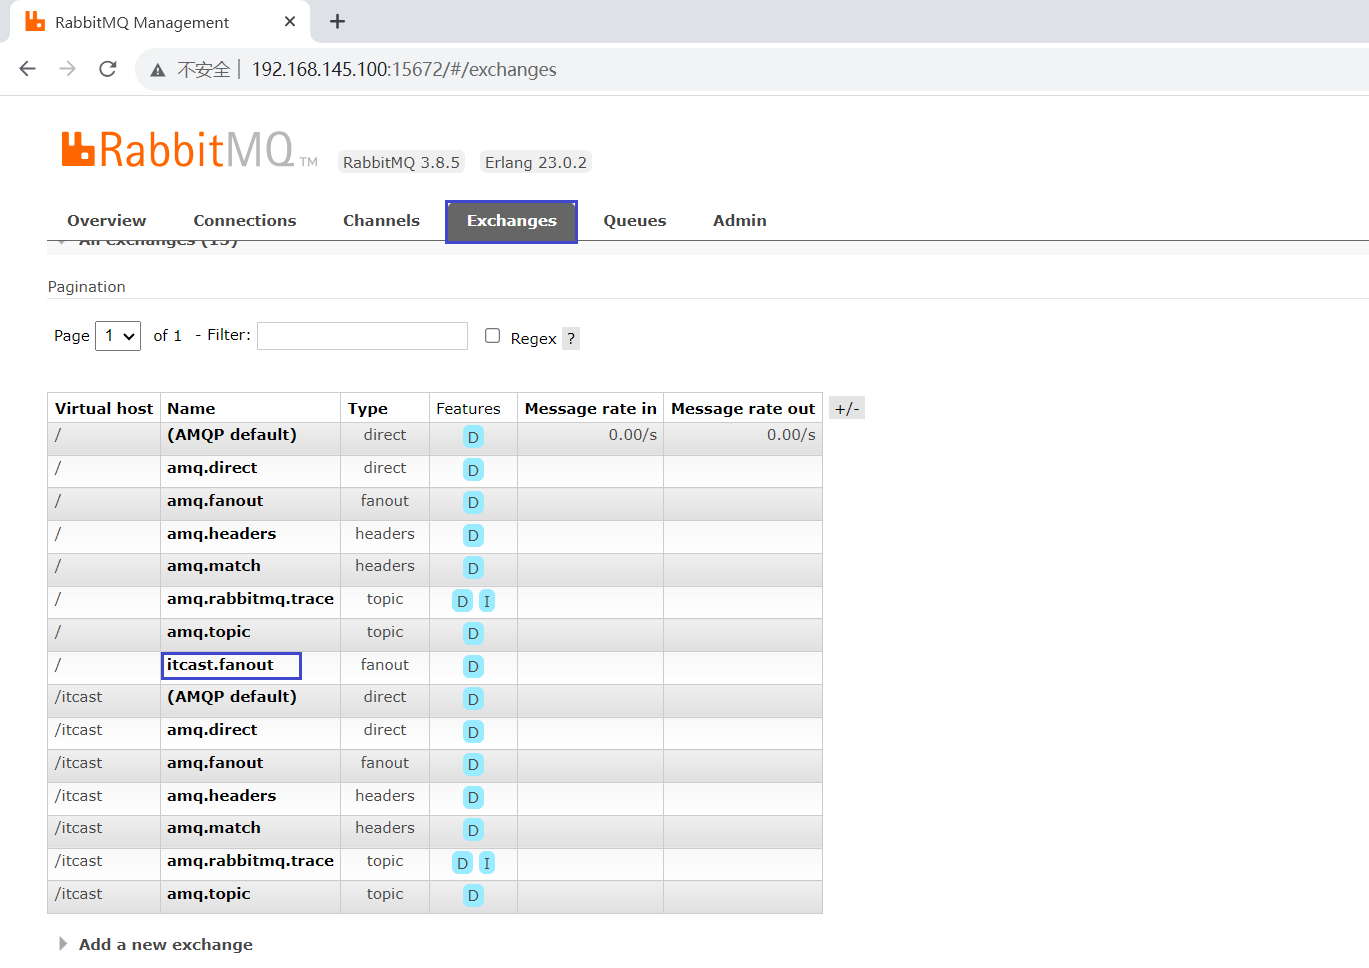 RabbitMQ Management
不安全 192.168.145.100:15672/#/exchanges
RabbitMQ TM RabbitMQ 3.8.5 Erlang 23.0.2
Overview Connections Channels Exchanges Queues Admin
All exchanges (15)
Pagination
Page 1 of 1 - Filter: Regex ?
Virtual host Name Type Features Message rate in Message rate out +/-
/ (AMQP default) direct D 0.00/s 0.00/s
/ amq.direct direct D
/ amq.fanout fanout D
/ amq.headers headers D
/ amq.match headers D
/ amq.rabbitmq.trace topic D I
/ amq.topic topic D
/ itcast.fanout fanout D
/itcast (AMQP default) direct D
/itcast amq.direct direct D
/itcast amq.fanout fanout D
/itcast amq.headers headers D
/itcast amq.match headers D
/itcast amq.rabbitmq.trace topic D I
/itcast amq.topic topic D
Add a new exchange